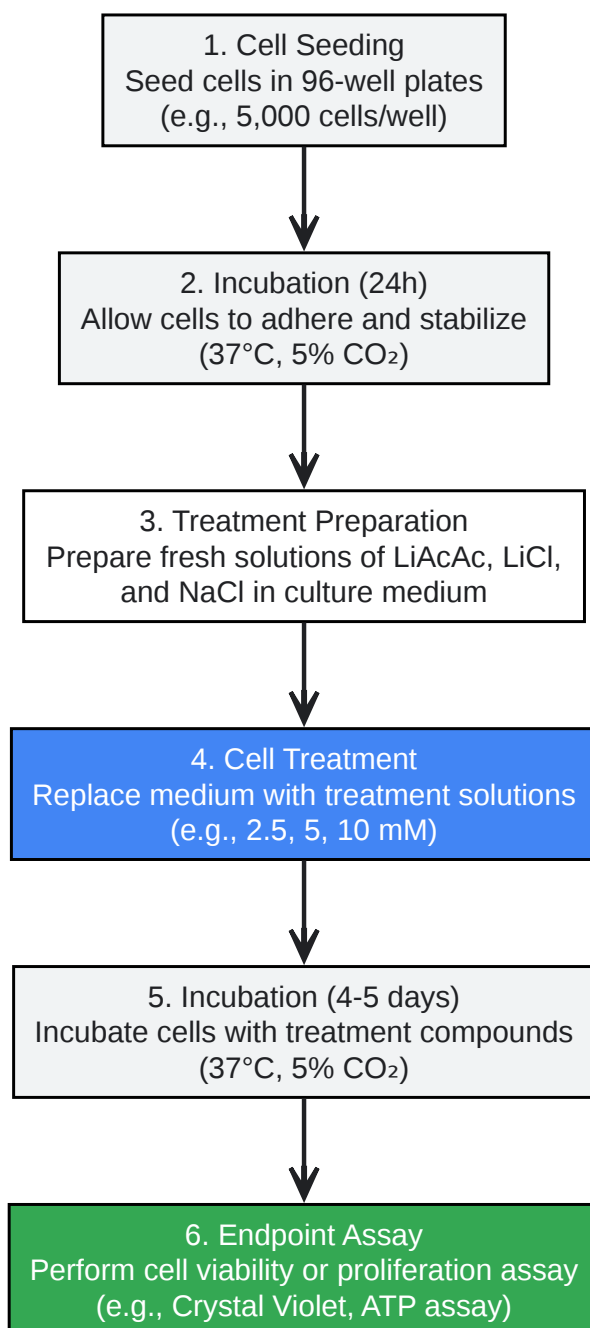 1. Cell Seeding
Seed cells in 96-well plates
(e.g., 5,000 cells/well)
2. Incubation (24h)
Allow cells to adhere and stabilize
(37°C, 5% CO₂)
3. Treatment Preparation
Prepare fresh solutions of LiAcAc, LiCl,
and NaCl in culture medium
4. Cell Treatment
Replace medium with treatment solutions
(e.g., 2.5, 5, 10 mM)
5. Incubation (4-5 days)
Incubate cells with treatment compounds
(37°C, 5% CO₂)
6. Endpoint Assay
Perform cell viability or proliferation assay
(e.g., Crystal Violet, ATP assay)